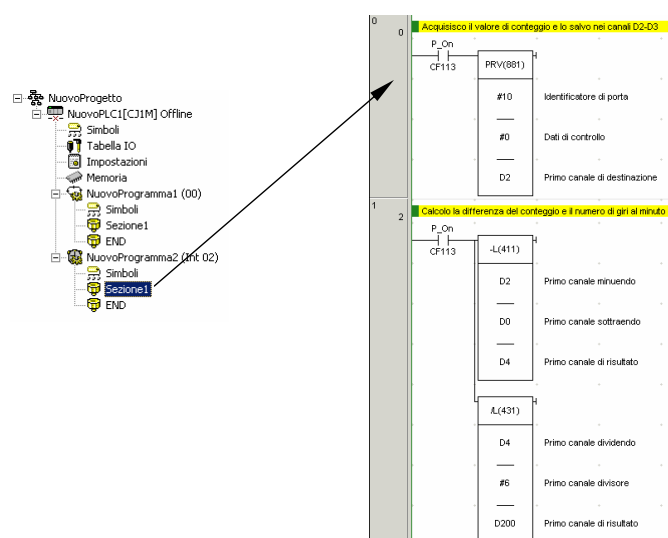 NuovoProgetto
NuovoPLC1[CJ1M] Offline
Simboli
Tabella IO
Impostazioni
Memoria
NuovoProgramma1 (00)
Simboli
Sezione1
END
NuovoProgramma2 (Int 02)
Simboli
Sezione1
END
0
0
Acquisisco il valore di conteggio e lo salvo nei canali D2-D3
P_On
CF113
PRV(881)
#10 Identificatore di porta
#0 Dati di controllo
D2 Primo canale di destinazione
1
2
Calcolo la differenza del conteggio e il numero di giri al minuto
P_On
CF113
-L(411)
D2 Primo canale minuendo
D0 Primo canale sottraendo
D4 Primo canale di risultato
/L(431)
D4 Primo canale dividendo
#6 Primo canale divisore
D200 Primo canale di risultato